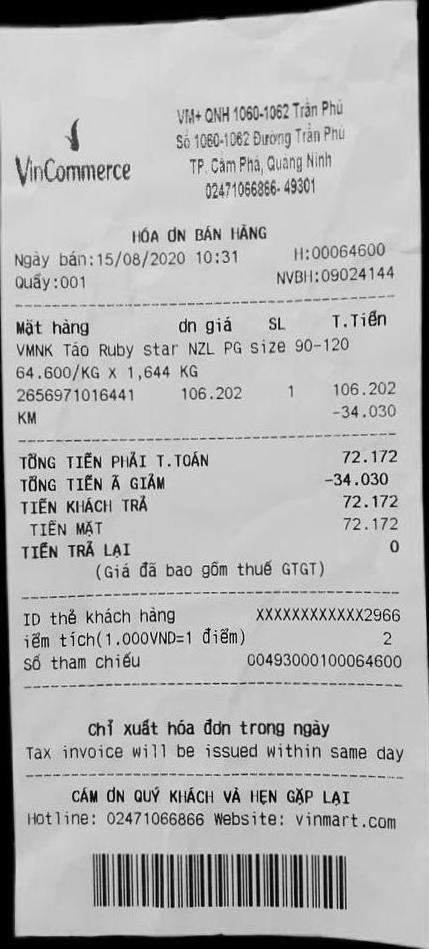 VinCommerce
VM+ QNH 1060-1062 Trần Phú
Số 1060-1062 Đường Trần Phú
TP. Cẩm Phả, Quảng Ninh
02471066866- 49301
HÓA ƠN BÁN HÀNG
Ngày bán:15/08/2020 10:31 H:00064600
Quầy:001 NVBH:09024144
Mặt hàng ơn giá SL T.Tiền
VMNK Táo Ruby star NZL PG size 90-120
64.600/KG X 1,644 KG
2656971016441 106.202 1 106.202
KM -34.030
TỔNG TIỀN PHẢI T.TOÁN 72.172
TỔNG TIỀN Ã GIẢM -34.030
TIỀN KHÁCH TRẢ 72.172
TIỀN MẶT 72.172
TIỀN TRẢ LẠI 0
(Giá đã bao gồm thuế GTGT)
ID thẻ khách hàng XXXXXXXXXXXX2966
iểm tích(1.000VND=1 điểm) 2
Số tham chiếu 00493000100064600
Chỉ xuất hóa đơn trong ngày
Tax invoice will be issued within same day
CẢM ƠN QUÝ KHÁCH VÀ HẸN GẶP LẠI
Hotline: 02471066866 Website: vinmart.com